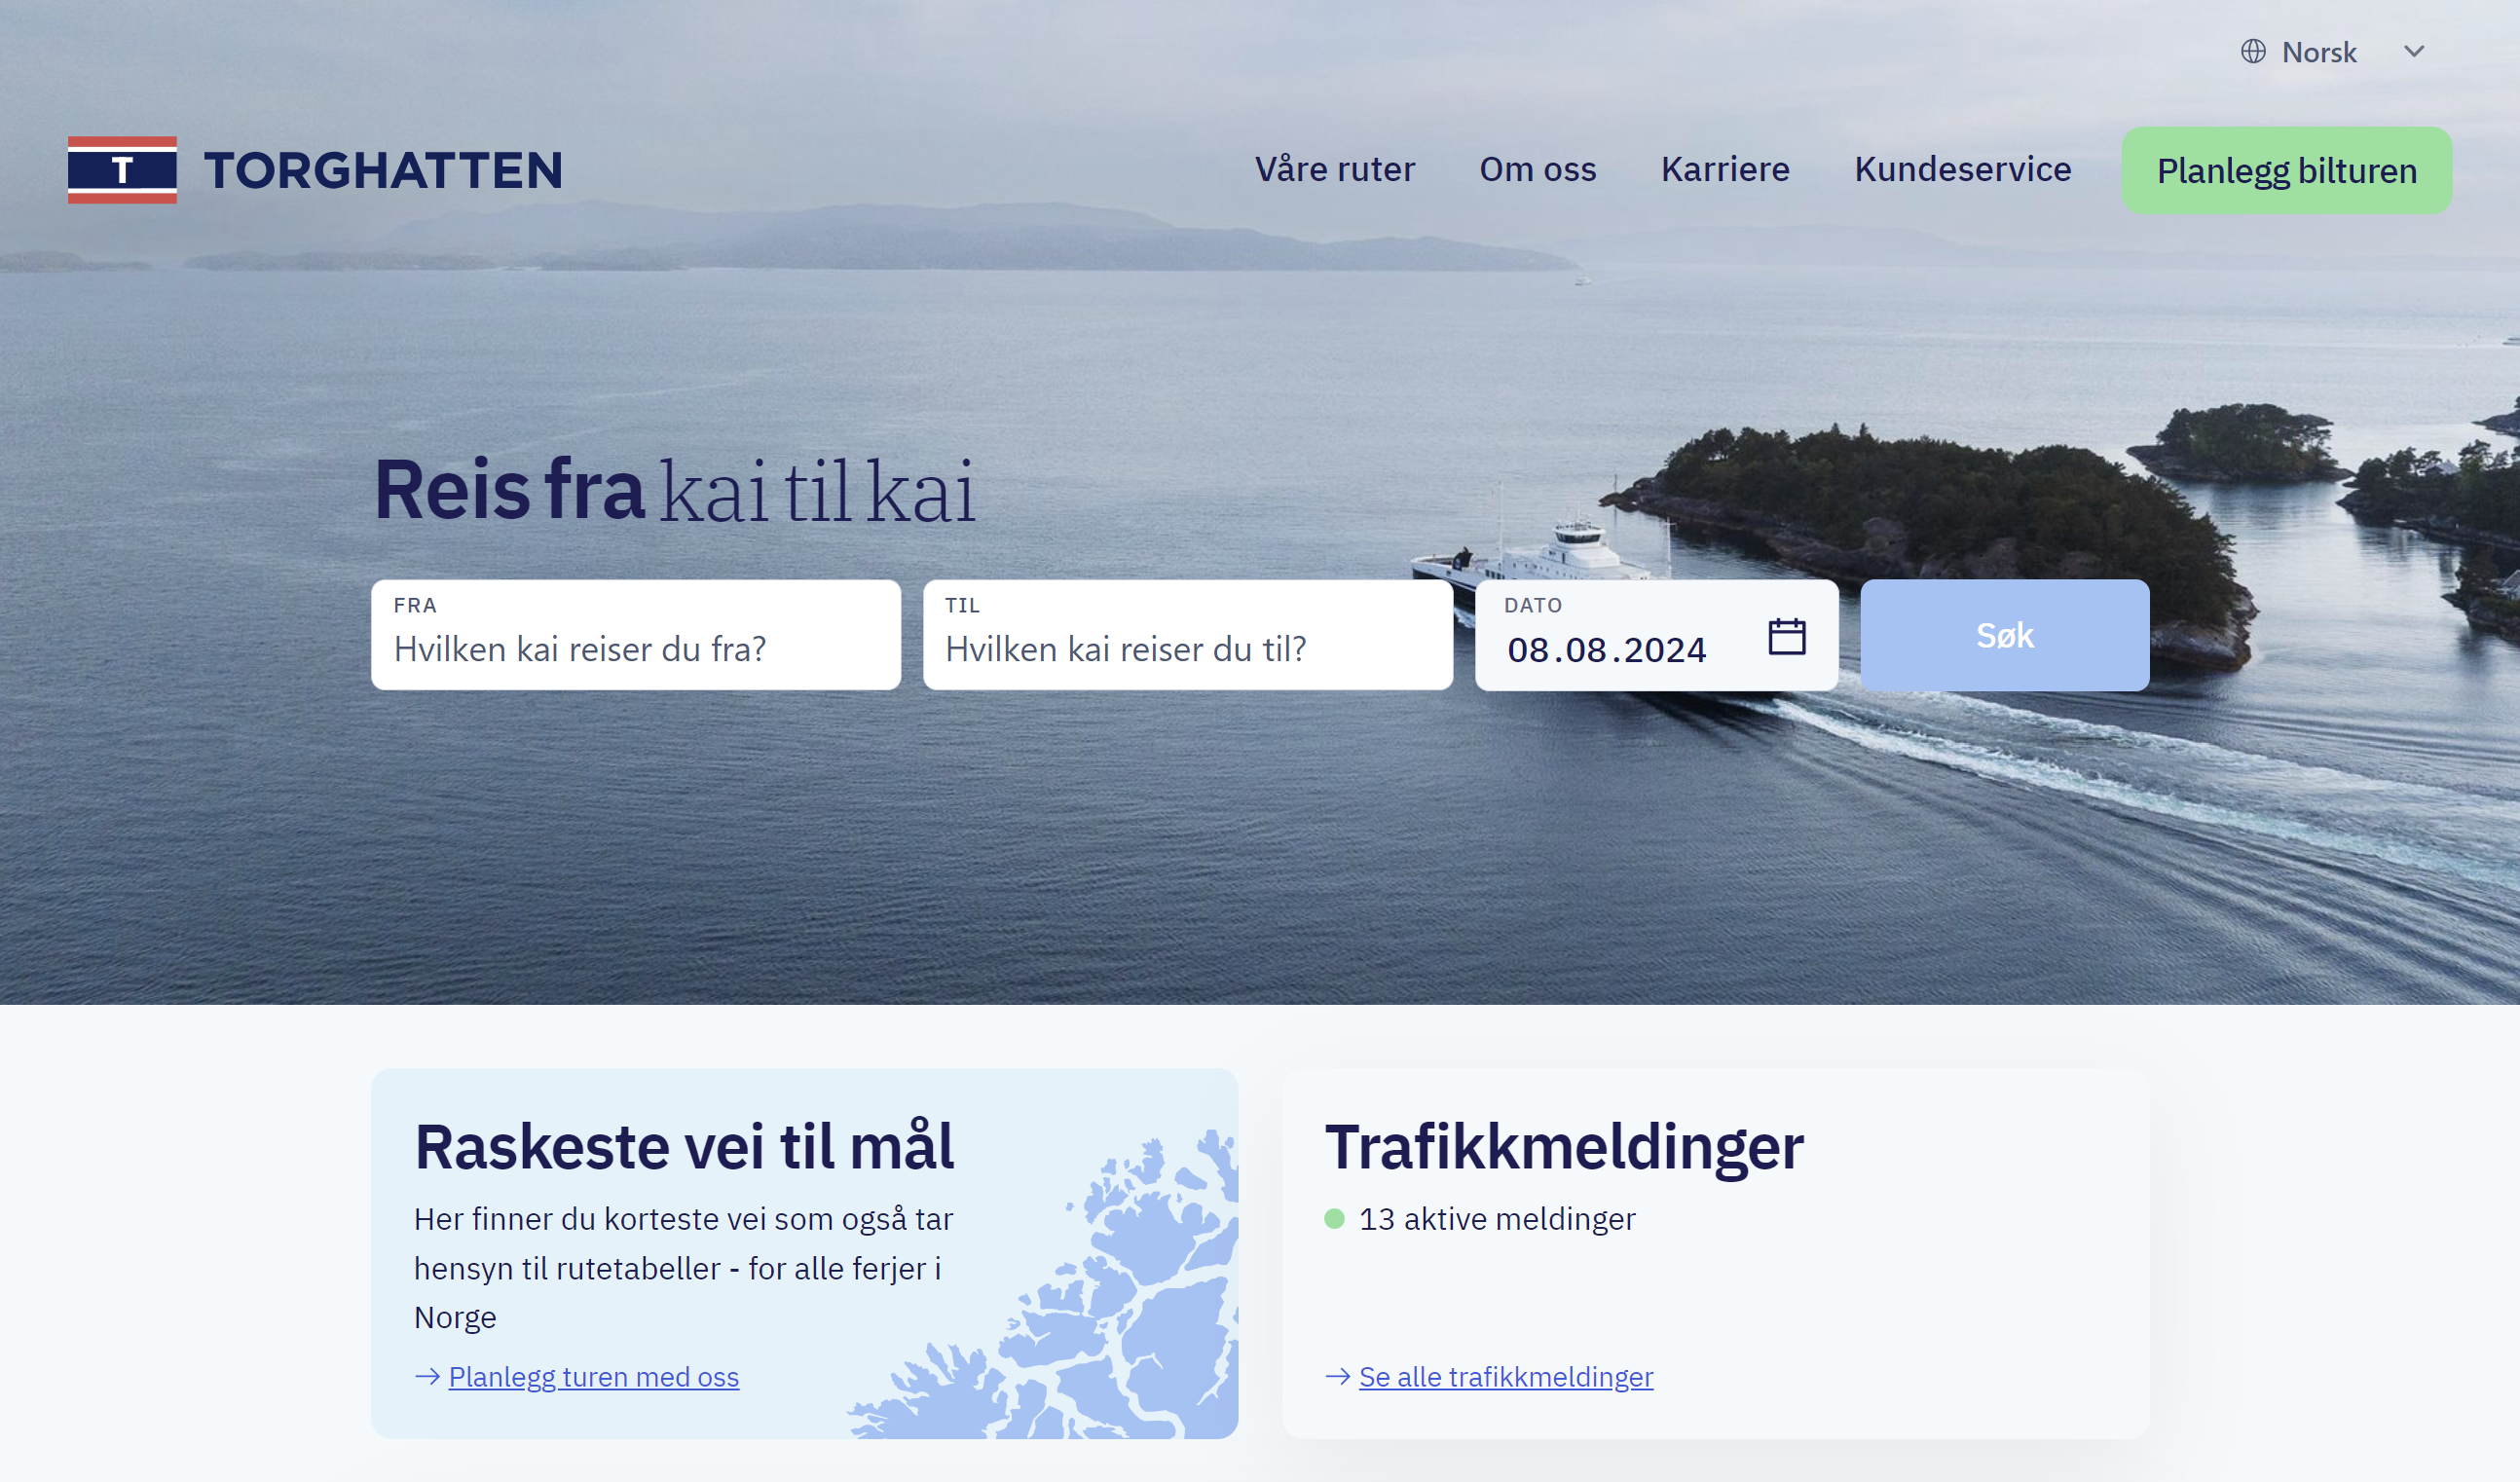 Norsk
T TORGHATTEN
Våre ruter Om oss Karriere Kundeservice Planlegg bilturen
Reis fra kai til kai
FRA
Hvilken kai reiser du fra?
TIL
Hvilken kai reiser du til?
DATO
08.08.2024
Søk
Raskeste vei til mål
Her finner du korteste vei som også tar
hensyn til rutetabeller - for alle ferjer i
Norge
Planlegg turen med oss
Trafikkmeldinger
13 aktive meldinger
Se alle trafikkmeldinger